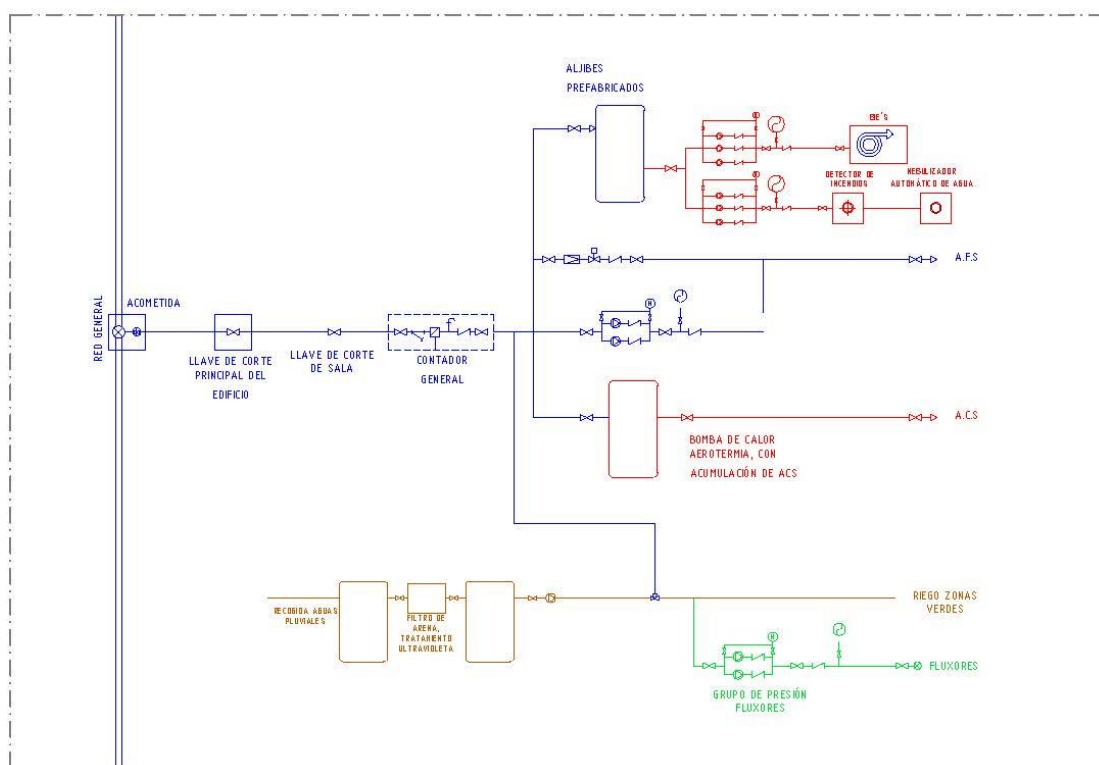 ALJIBES
PREFABRICADOS
BIE'S
DETECTOR DE
INCENDIOS
NEBULIZADOR
AUTOMÁTICO DE AGUA
A.F.S
RED GENERAL
ACOMETIDA
LLAVE DE CORTE
PRINCIPAL DEL
EDIFICIO
LLAVE DE CORTE
DE SALA
CONTADOR
GENERAL
A.C.S
BOMBA DE CALOR
AEROTERMIA, CON
ACUMULACIÓN DE ACS
RECOGIDA AGUAS
PLUVIALES
FILTRO DE
ARENA,
TRATAMIENTO
ULTRAVIOLETA
RIEGO ZONAS
VERDES
FLUXORES
GRUPO DE PRESIÓN
FLUXORES